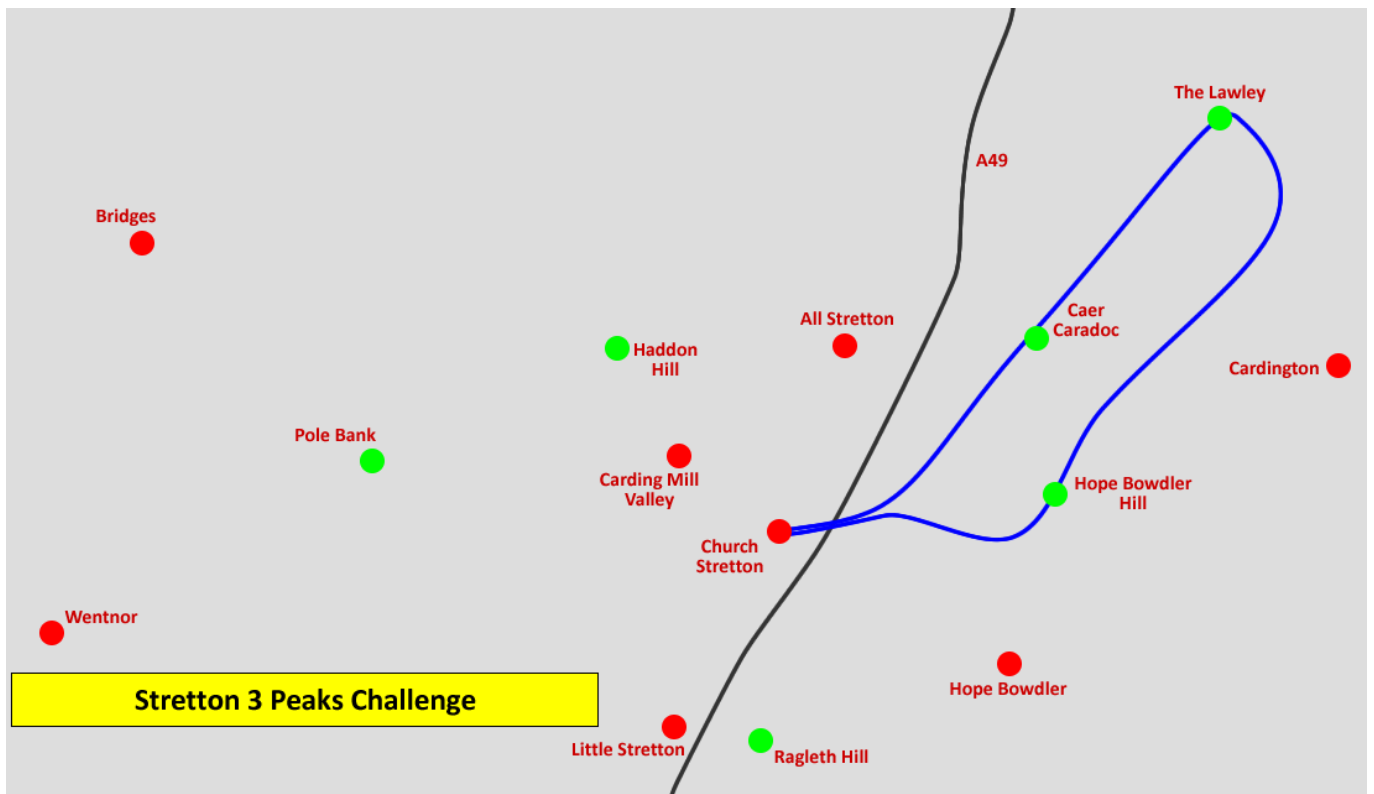 The Lawley
A49
Bridges
All Stretton
Caer
Caradoc
Haddon
Hill
Cardington
Pole Bank
Carding Mill
Valley
Hope Bowdler
Hill
Church
Stretton
Wentnor
Stretton 3 Peaks Challenge
Hope Bowdler
Little Stretton
Ragleth Hill